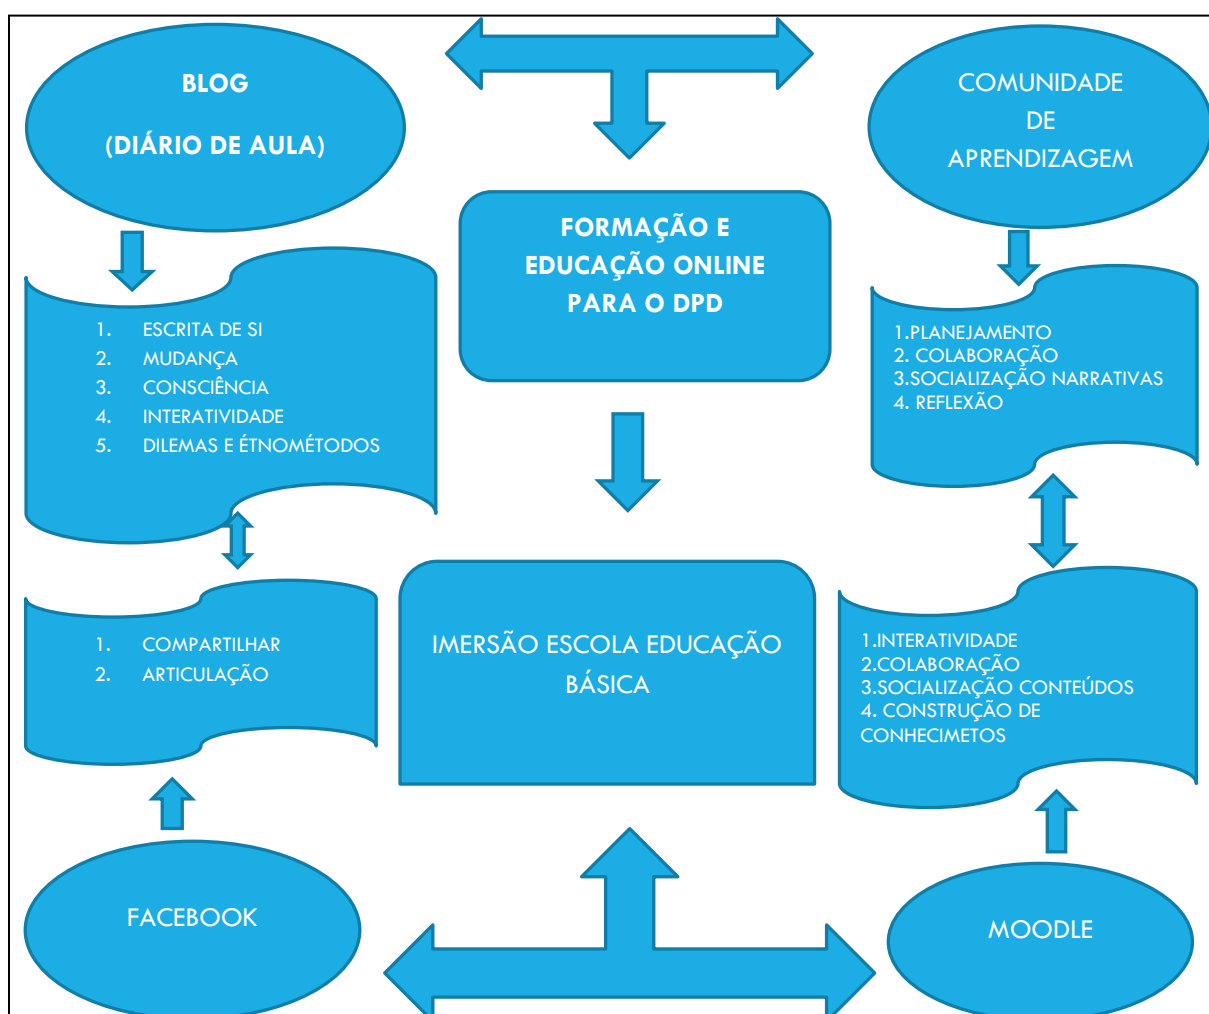 BLOG
(DIÁRIO DE AULA)
COMUNIDADE
DE
APRENDIZAGEM
FORMAÇÃO E
EDUCAÇÃO ONLINE
PARA O DPD
1. ESCRITA DE SI
2. MUDANÇA
3. CONSCIÊNCIA
4. INTERATIVIDADE
5. DILEMAS E ÉTNOMÉTODOS
1.PLANEJAMENTO
2. COLABORAÇÃO
3.SOCIALIZAÇÃO NARRATIVAS
4. REFLEXÃO
1. COMPARTILHAR
2. ARTICULAÇÃO
IMERSÃO ESCOLA EDUCAÇÃO
BÁSICA
1.INTERATIVIDADE
2.COLABORAÇÃO
3.SOCIALIZAÇÃO CONTEÚDOS
4. CONSTRUÇÃO DE
CONHECIMETOS
FACEBOOK
MOODLE